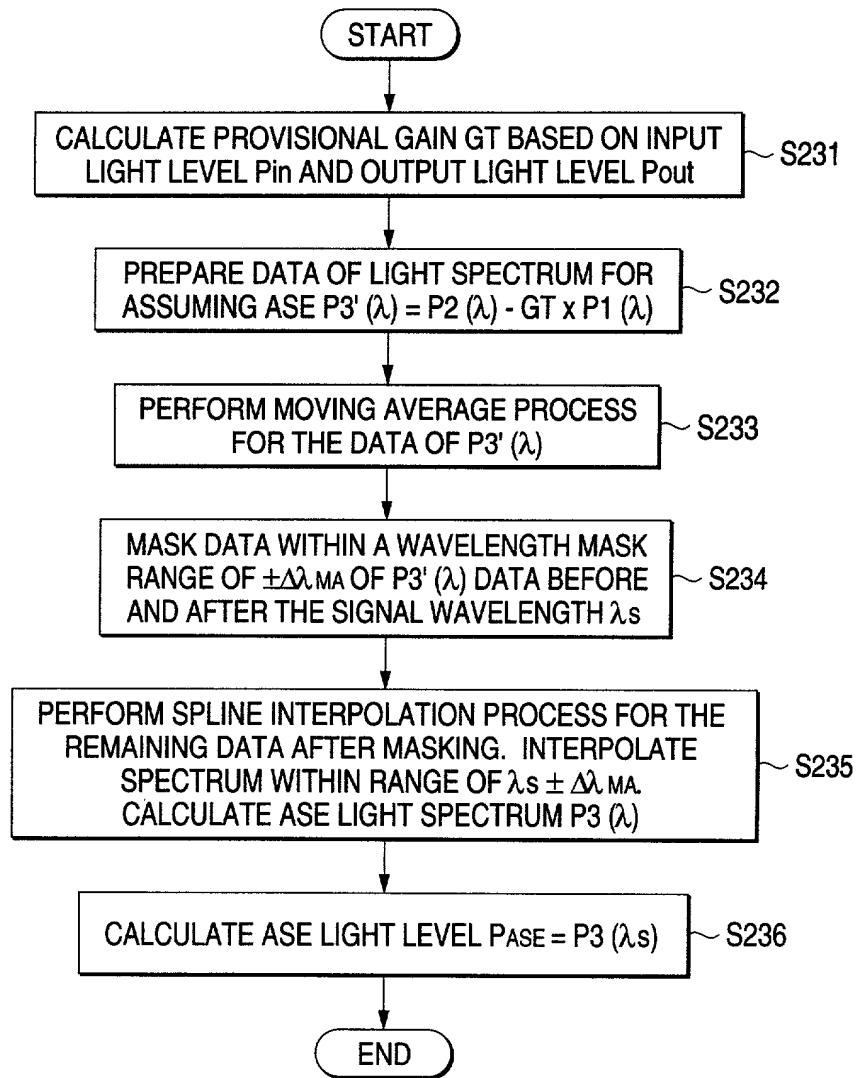 START
CALCULATE PROVISIONAL GAIN GT BASED ON INPUT
LIGHT LEVEL Pin AND OUTPUT LIGHT LEVEL Pout
S231
PREPARE DATA OF LIGHT SPECTRUM FOR
ASSUMING ASE P3' (λ) = P2 (λ) - GT x P1 (λ)
S232
PERFORM MOVING AVERAGE PROCESS
FOR THE DATA OF P3' (λ)
S233
MASK DATA WITHIN A WAVELENGTH MASK
RANGE OF ±Δλ MA OF P3' (λ) DATA BEFORE
AND AFTER THE SIGNAL WAVELENGTH λs
S234
PERFORM SPLINE INTERPOLATION PROCESS FOR THE
REMAINING DATA AFTER MASKING. INTERPOLATE
SPECTRUM WITHIN RANGE OF λs ± Δλ MA.
CALCULATE ASE LIGHT SPECTRUM P3 (λ)
S235
CALCULATE ASE LIGHT LEVEL PASE = P3 (λs)
S236
END